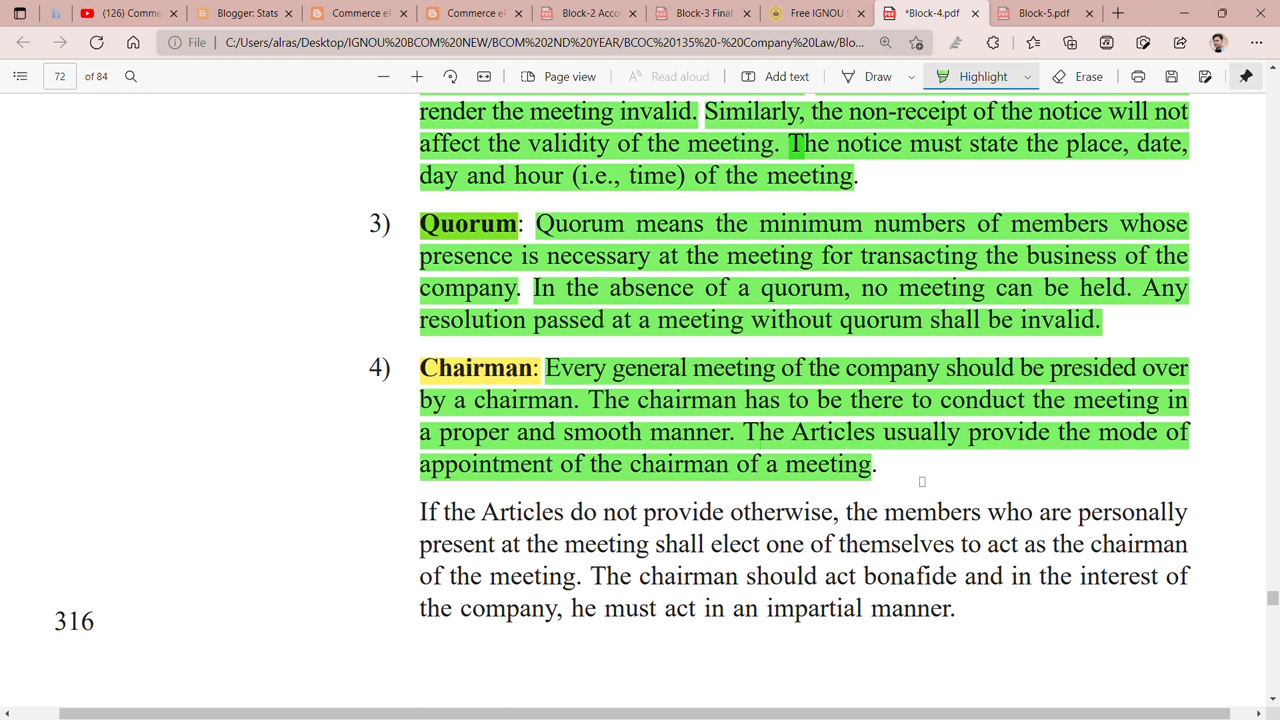 (126) Comme
Blogger: Stats
Commerce eF
Commerce eF
Block-2 Acco
Block-3 Final
Free IGNOU S
*Block-4.pdf
Block-5.pdf
File C:/Users/alras/Desktop/IGNOU%20BCOM%20NEW/BCOM%202ND%20YEAR/BCOC%20135%20-%20Company%20Law/Blo...
72 of 84
Page view
Read aloud
Add text
Draw
Highlight
Erase
render the meeting invalid. Similarly, the non-receipt of the notice will not
affect the validity of the meeting. The notice must state the place, date,
day and hour (i.e., time) of the meeting.
3) Quorum: Quorum means the minimum numbers of members whose
presence is necessary at the meeting for transacting the business of the
company. In the absence of a quorum, no meeting can be held. Any
resolution passed at a meeting without quorum shall be invalid.
4) Chairman: Every general meeting of the company should be presided over
by a chairman. The chairman has to be there to conduct the meeting in
a proper and smooth manner. The Articles usually provide the mode of
appointment of the chairman of a meeting.
If the Articles do not provide otherwise, the members who are personally
present at the meeting shall elect one of themselves to act as the chairman
of the meeting. The chairman should act bonafide and in the interest of
the company, he must act in an impartial manner.
316